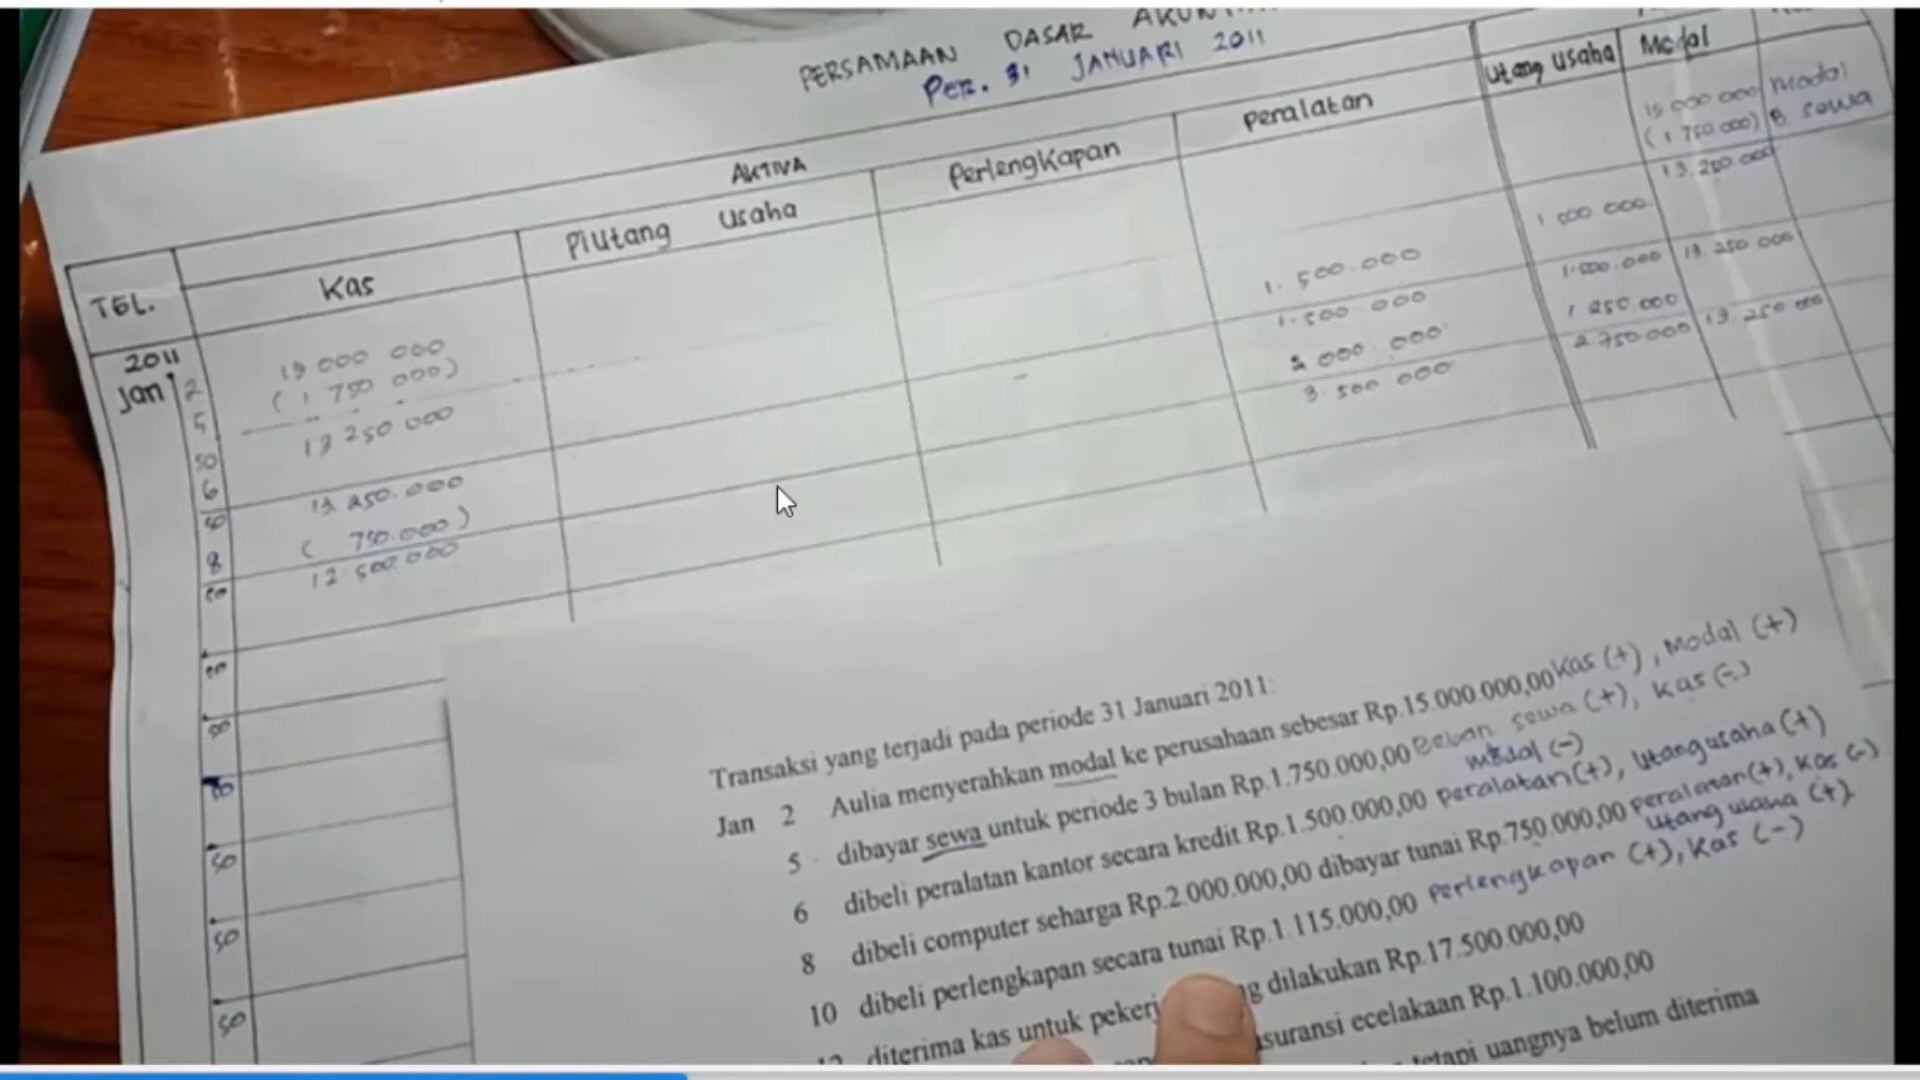 PERSAMAAN DASAR
PER. 31 JANUARI 2011
AKTIVA
TGL.
Kas
Piutang Usaha
Perlengkapan
Peralatan
Utang Usaha
Modal
2011
Jan 2
15 000 000
15 000 000 Modal
5
( 1 750 000)
(1 750 000) B sewa
13 250 000
13 250 000
6
1. 500.000
1 500 000
13 250.000
1.500 000
1.500.000
13 250 000
8
( 750.000)
2 000 000
1 250 000
12 500.000
3 500 000
2 750.000
13 250 000
Transaksi yang terjadi pada periode 31 Januari 2011:
Jan 2 Aulia menyerahkan modal ke perusahaan sebesar Rp.15.000.000,00 Kas (+), Modal (+)
5 dibayar sewa untuk periode 3 bulan Rp.1.750.000,00 Beban sewa (+), Kas (-)
modal (-)
6 dibeli peralatan kantor secara kredit Rp.1.500.000,00 Peralatan (+), Utang usaha (+)
8 dibeli computer seharga Rp.2.000.000,00 dibayar tunai Rp.750.000,00 Peralatan (+), Kas (-)
Utang usaha (+)
10 dibeli perlengkapan secara tunai Rp.1.115.000,00 Perlengkapan (+), Kas (-)
diterima kas untuk dilakukan Rp.17.500.000,00
ecelakaan Rp.1.100.000,00
tetapi uangnya belum diterima